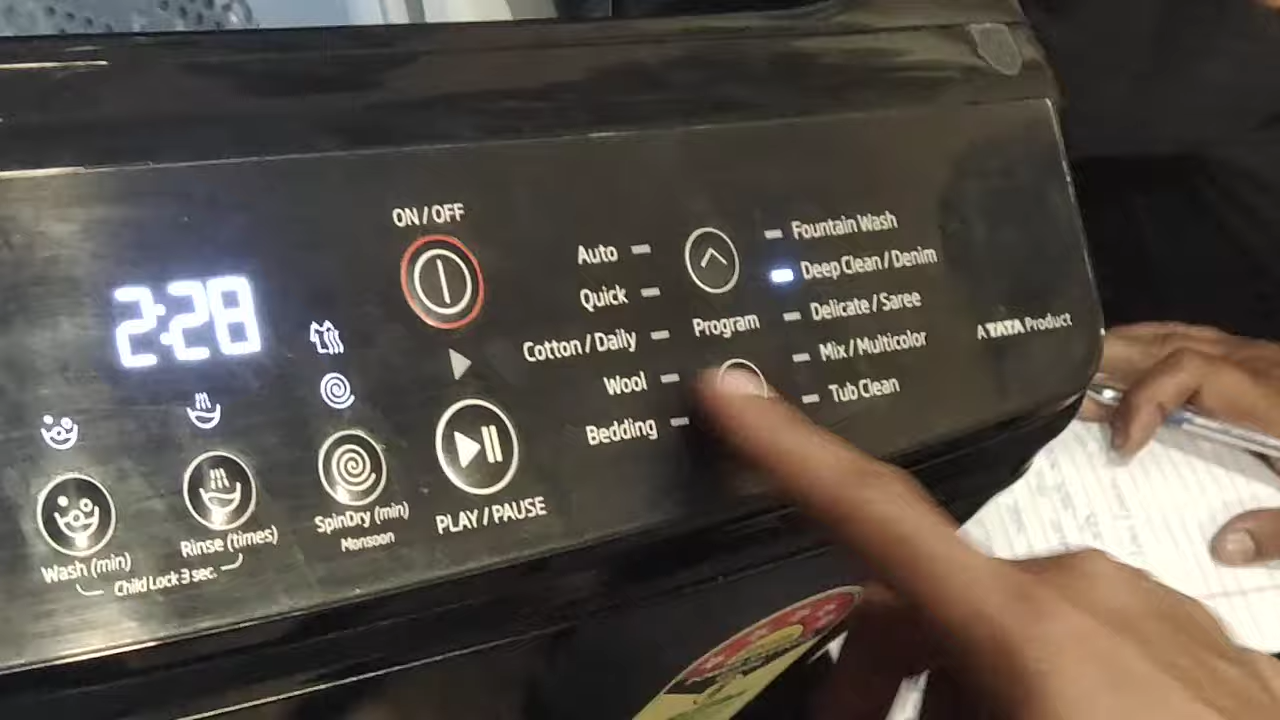 2:28
ON/OFF
PLAY/PAUSE
Wash (min)
Rinse (times)
Child Lock 3 sec.
SpinDry (min)
Monsoon
Auto
Quick
Cotton / Daily
Wool
Bedding
Program
Fountain Wash
Deep Clean / Denim
Delicate / Saree
Mix / Multicolor
Tub Clean
A TATA Product